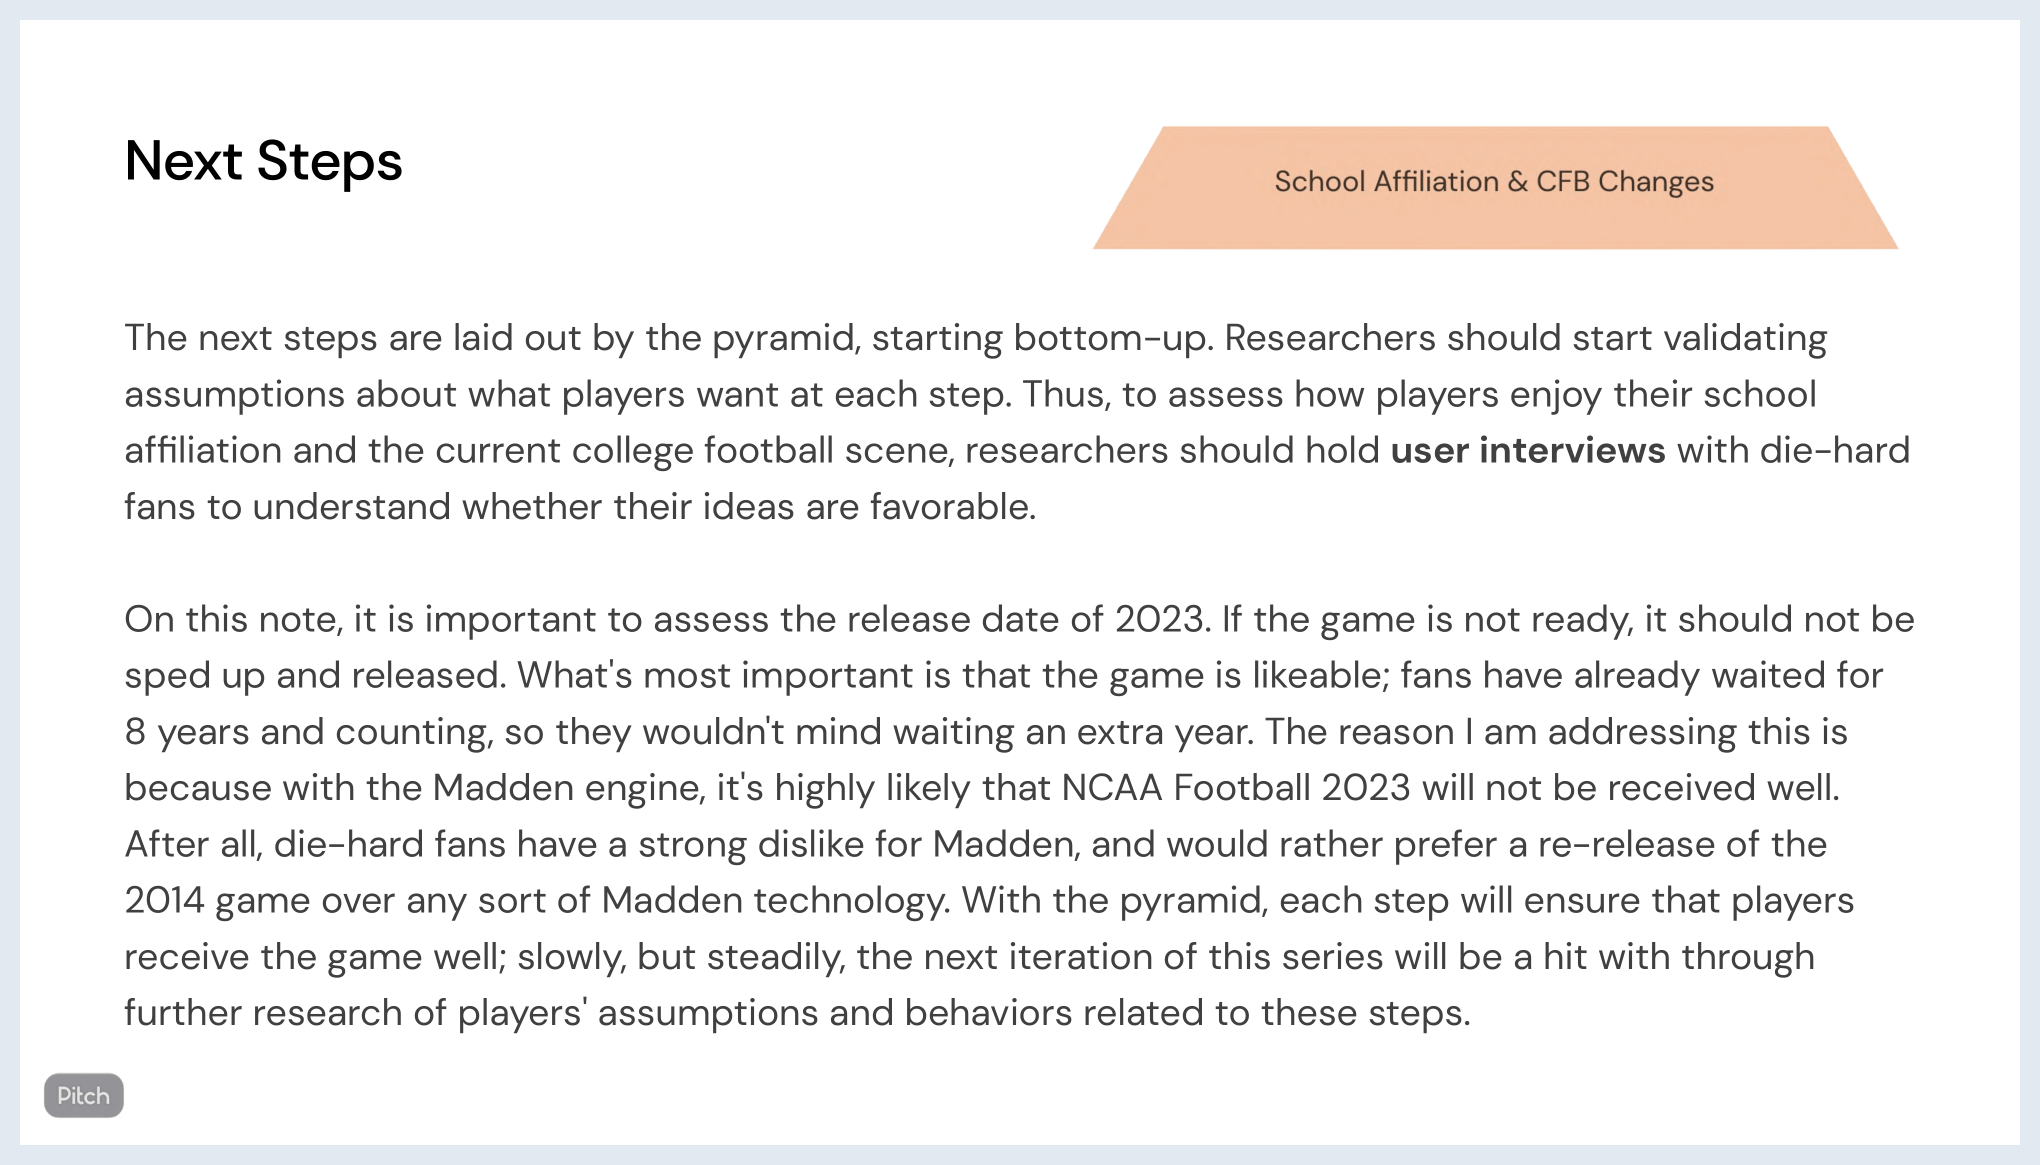 Next Steps
School Affiliation & CFB Changes
The next steps are laid out by the pyramid, starting bottom-up. Researchers should start validating
assumptions about what players want at each step. Thus, to assess how players enjoy their school
affiliation and the current college football scene, researchers should hold user interviews with die-hard
fans to understand whether their ideas are favorable.
On this note, it is important to assess the release date of 2023. If the game is not ready, it should not be
sped up and released. What's most important is that the game is likeable; fans have already waited for
8 years and counting, so they wouldn't mind waiting an extra year. The reason I am addressing this is
because with the Madden engine, it's highly likely that NCAA Football 2023 will not be received well.
After all, die-hard fans have a strong dislike for Madden, and would rather prefer a re-release of the
2014 game over any sort of Madden technology. With the pyramid, each step will ensure that players
receive the game well; slowly, but steadily, the next iteration of this series will be a hit with through
further research of players' assumptions and behaviors related to these steps.
Pitch